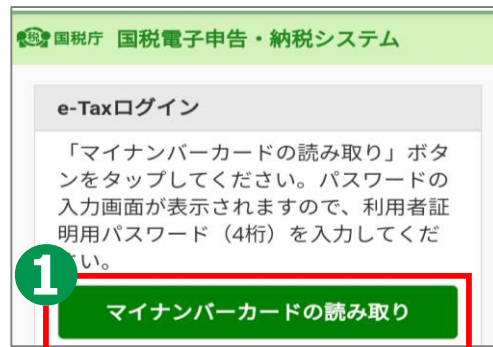 税 国税庁 国税電子申告・納税システム
e-Taxログイン
「マイナンバーカードの読み取り」ボタ
ンをタップしてください。パスワードの
入力画面が表示されますので、利用者証
明用パスワード（4桁）を入力してくだ
さい。
1
マイナンバーカードの読み取り